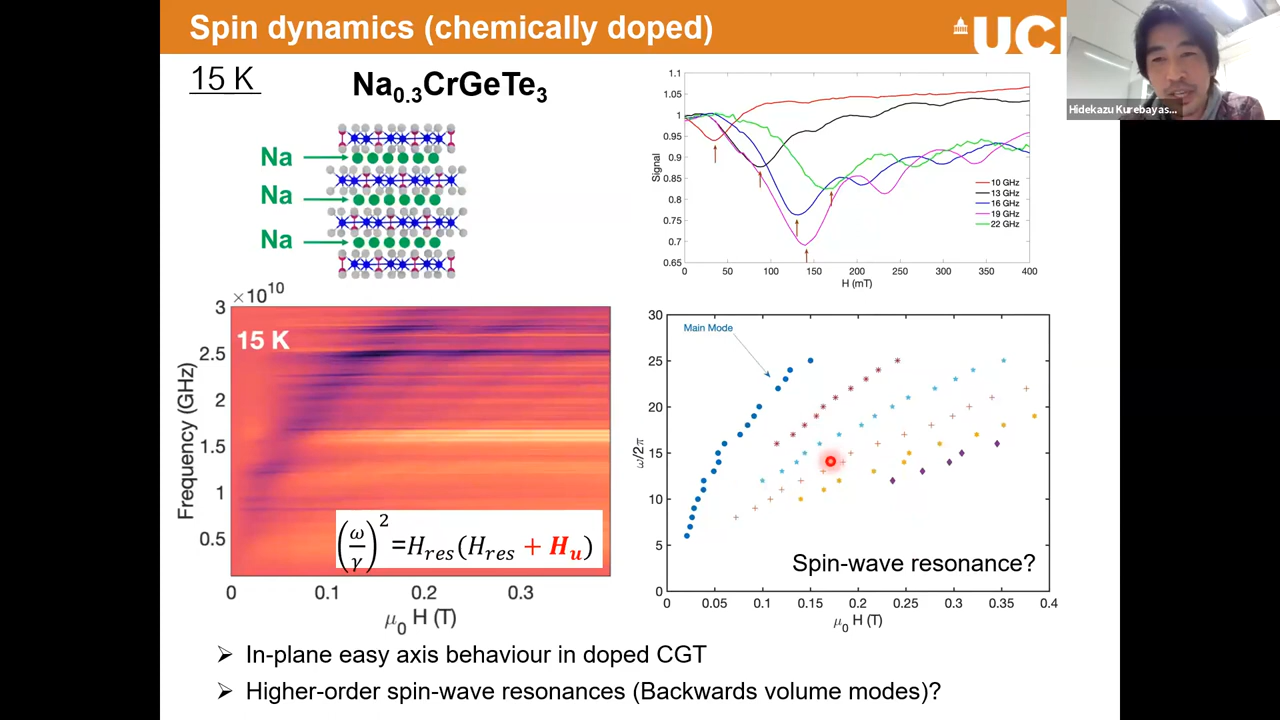 Spin dynamics (chemically doped)
UCL
Hidekazu Kurebayas...
15 K
Na0.3CrGeTe3
Na
Na
Na
1.1
1.05
1
0.95
0.9
0.85
0.8
0.75
0.7
0.65
Signal
10 GHz
13 GHz
16 GHz
19 GHz
22 GHz
0 50 100 150 200 250 300 350 400
H (mT)
×10^10
3
2.5
2
1.5
1
0.5
Frequency (GHz)
15 K
(ω/γ)^2=Hres(Hres + Hu)
0 0.1 0.2 0.3
μ0 H (T)
30
25
20
15
10
5
0
ω/2π
Main Mode
Spin-wave resonance?
0 0.05 0.1 0.15 0.2 0.25 0.3 0.35 0.4
μ0 H (T)
➢ In-plane easy axis behaviour in doped CGT
➢ Higher-order spin-wave resonances (Backwards volume modes)?